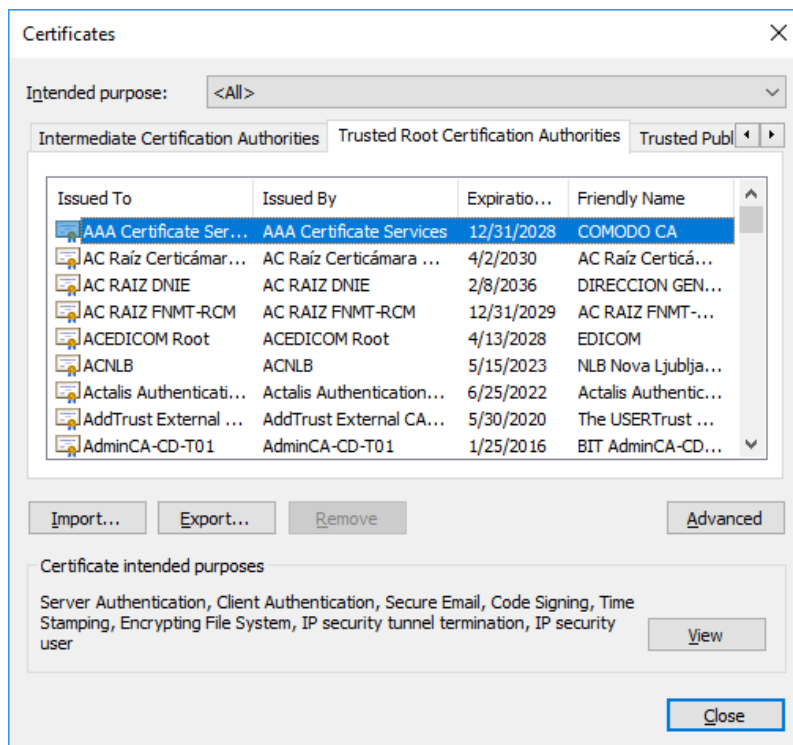 Certificates
Intended purpose: <All>
Intermediate Certification Authorities Trusted Root Certification Authorities Trusted Publ
Issued To Issued By Expiratio... Friendly Name
AAA Certificate Ser... AAA Certificate Services 12/31/2028 COMODO CA
AC Raíz Certicámar... AC Raíz Certicámara ... 4/2/2030 AC Raíz Certicá...
AC RAIZ DNIE AC RAIZ DNIE 2/8/2036 DIRECCION GEN...
AC RAIZ FNMT-RCM AC RAIZ FNMT-RCM 12/31/2029 AC RAIZ FNMT-...
ACEDICOM Root ACEDICOM Root 4/13/2028 EDICOM
ACNLB ACNLB 5/15/2023 NLB Nova Ljublja...
Actalis Authenticati... Actalis Authentication... 6/25/2022 Actalis Authentic...
AddTrust External ... AddTrust External CA... 5/30/2020 The USERTrust ...
AdminCA-CD-T01 AdminCA-CD-T01 1/25/2016 BIT AdminCA-CD...
Import... Export... Remove Advanced
Certificate intended purposes
Server Authentication, Client Authentication, Secure Email, Code Signing, Time
Stamping, Encrypting File System, IP security tunnel termination, IP security
user
View
Close